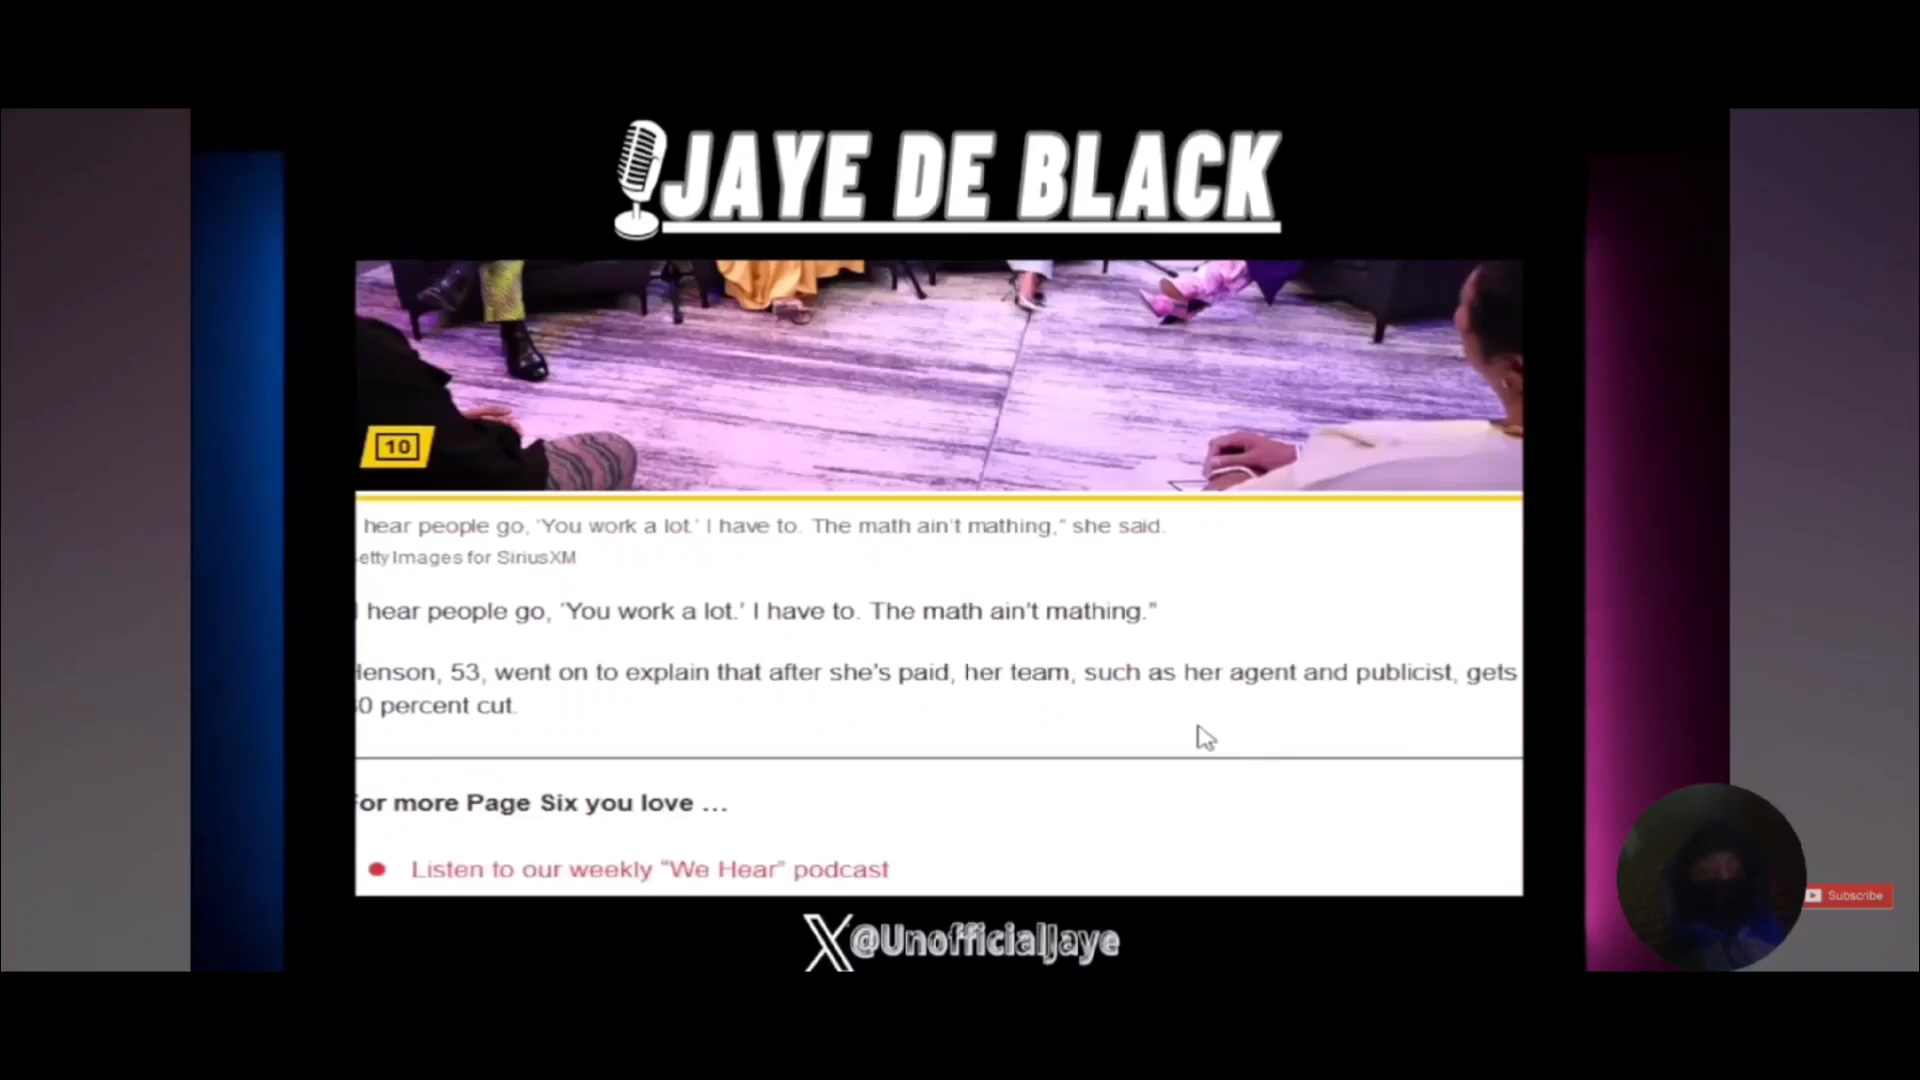 JAYE DE BLACK
10
hear people go, 'You work a lot.' I have to. The math ain't mathing," she said.
etty Images for SiriusXM
hear people go, 'You work a lot.' I have to. The math ain't mathing."
enson, 53, went on to explain that after she's paid, her team, such as her agent and publicist, gets
0 percent cut.
or more Page Six you love ...
Listen to our weekly "We Hear" podcast
Subscribe
X@UnofficialJaye